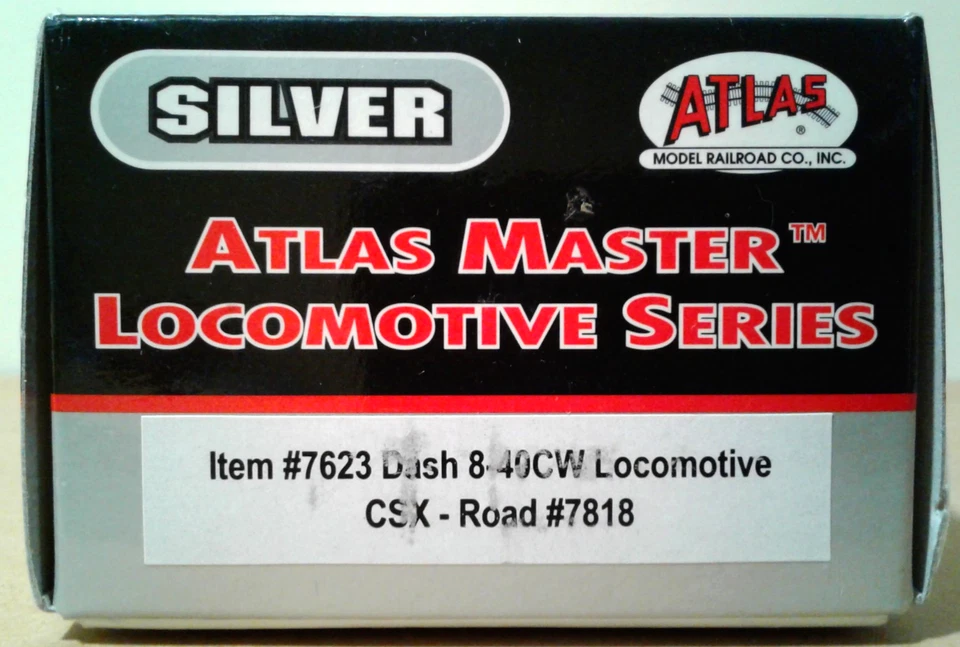 SILVER
ATLAS®
MODEL RAILROAD CO., INC.
ATLAS MASTER™
LOCOMOTIVE SERIES
Item #7623 Dash 8-40CW Locomotive
CSX - Road #7818